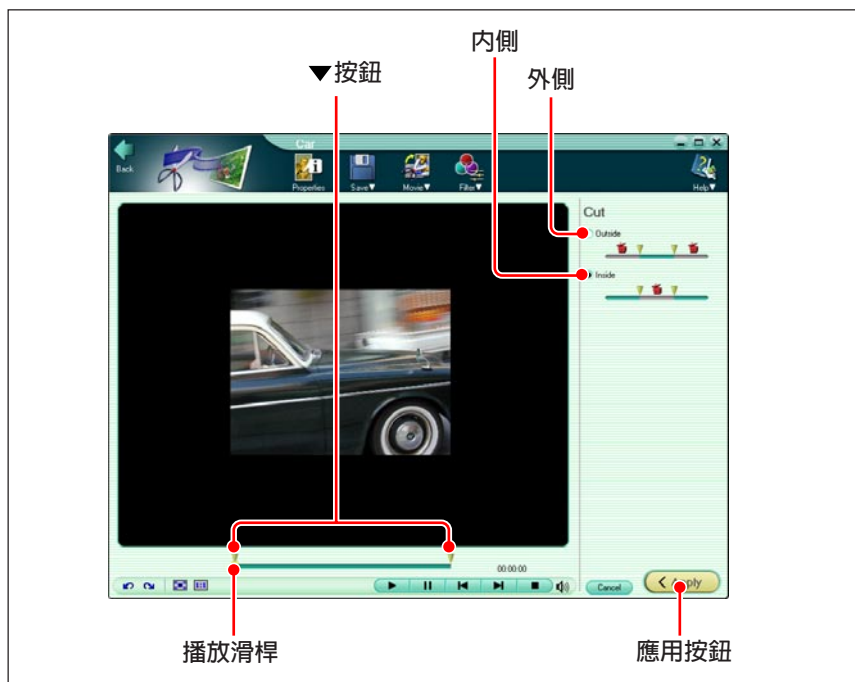 內側
▼按鈕
外側
Car
Back
Properties
Save▼
Movie▼
Filter▼
Help▼
Cut
Outside
Inside
00:00:00
Cancel
Apply
播放滑桿
應用按鈕